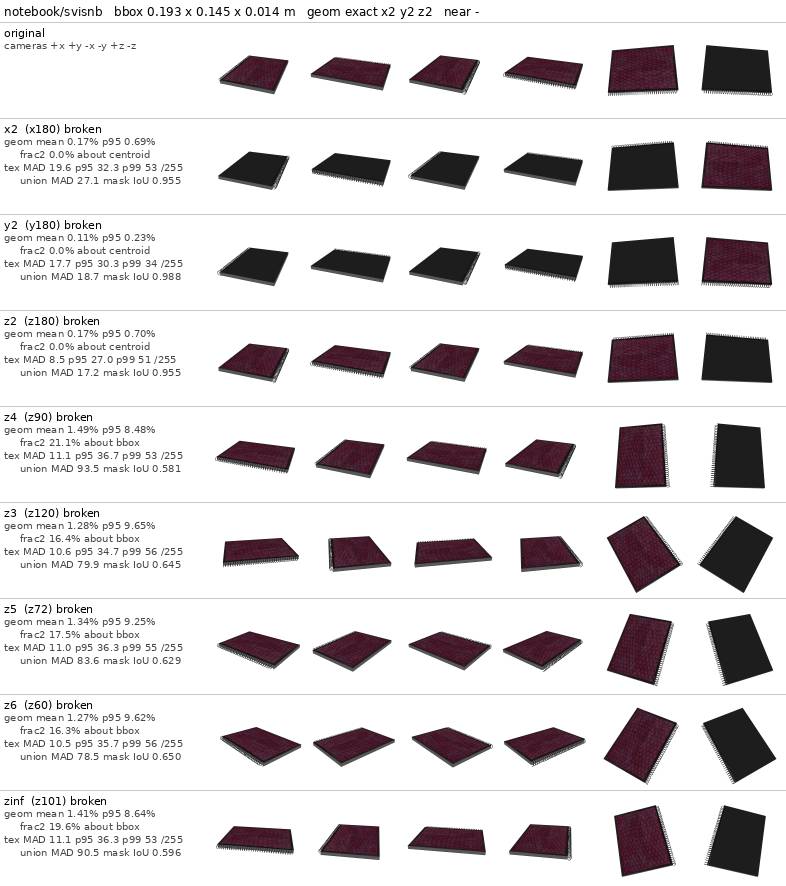 notebook/svisnb bbox 0.193 x 0.145 x 0.014 m geom exact x2 y2 z2 near -
original
cameras +x +y -x -y +z -z
x2 (x180) broken
geom mean 0.17% p95 0.69%
frac2 0.0% about centroid
tex MAD 19.6 p95 32.3 p99 53 /255
union MAD 27.1 mask IoU 0.955
y2 (y180) broken
geom mean 0.11% p95 0.23%
frac2 0.0% about centroid
tex MAD 17.7 p95 30.3 p99 34 /255
union MAD 18.7 mask IoU 0.988
z2 (z180) broken
geom mean 0.17% p95 0.70%
frac2 0.0% about centroid
tex MAD 8.5 p95 27.0 p99 51 /255
union MAD 17.2 mask IoU 0.955
z4 (z90) broken
geom mean 1.49% p95 8.48%
frac2 21.1% about bbox
tex MAD 11.1 p95 36.7 p99 53 /255
union MAD 93.5 mask IoU 0.581
z3 (z120) broken
geom mean 1.28% p95 9.65%
frac2 16.4% about bbox
tex MAD 10.6 p95 34.7 p99 56 /255
union MAD 79.9 mask IoU 0.645
z5 (z72) broken
geom mean 1.34% p95 9.25%
frac2 17.5% about bbox
tex MAD 11.0 p95 36.3 p99 55 /255
union MAD 83.6 mask IoU 0.629
z6 (z60) broken
geom mean 1.27% p95 9.62%
frac2 16.3% about bbox
tex MAD 10.5 p95 35.7 p99 56 /255
union MAD 78.5 mask IoU 0.650
zinf (z101) broken
geom mean 1.41% p95 8.64%
frac2 19.6% about bbox
tex MAD 11.1 p95 36.3 p99 53 /255
union MAD 90.5 mask IoU 0.596